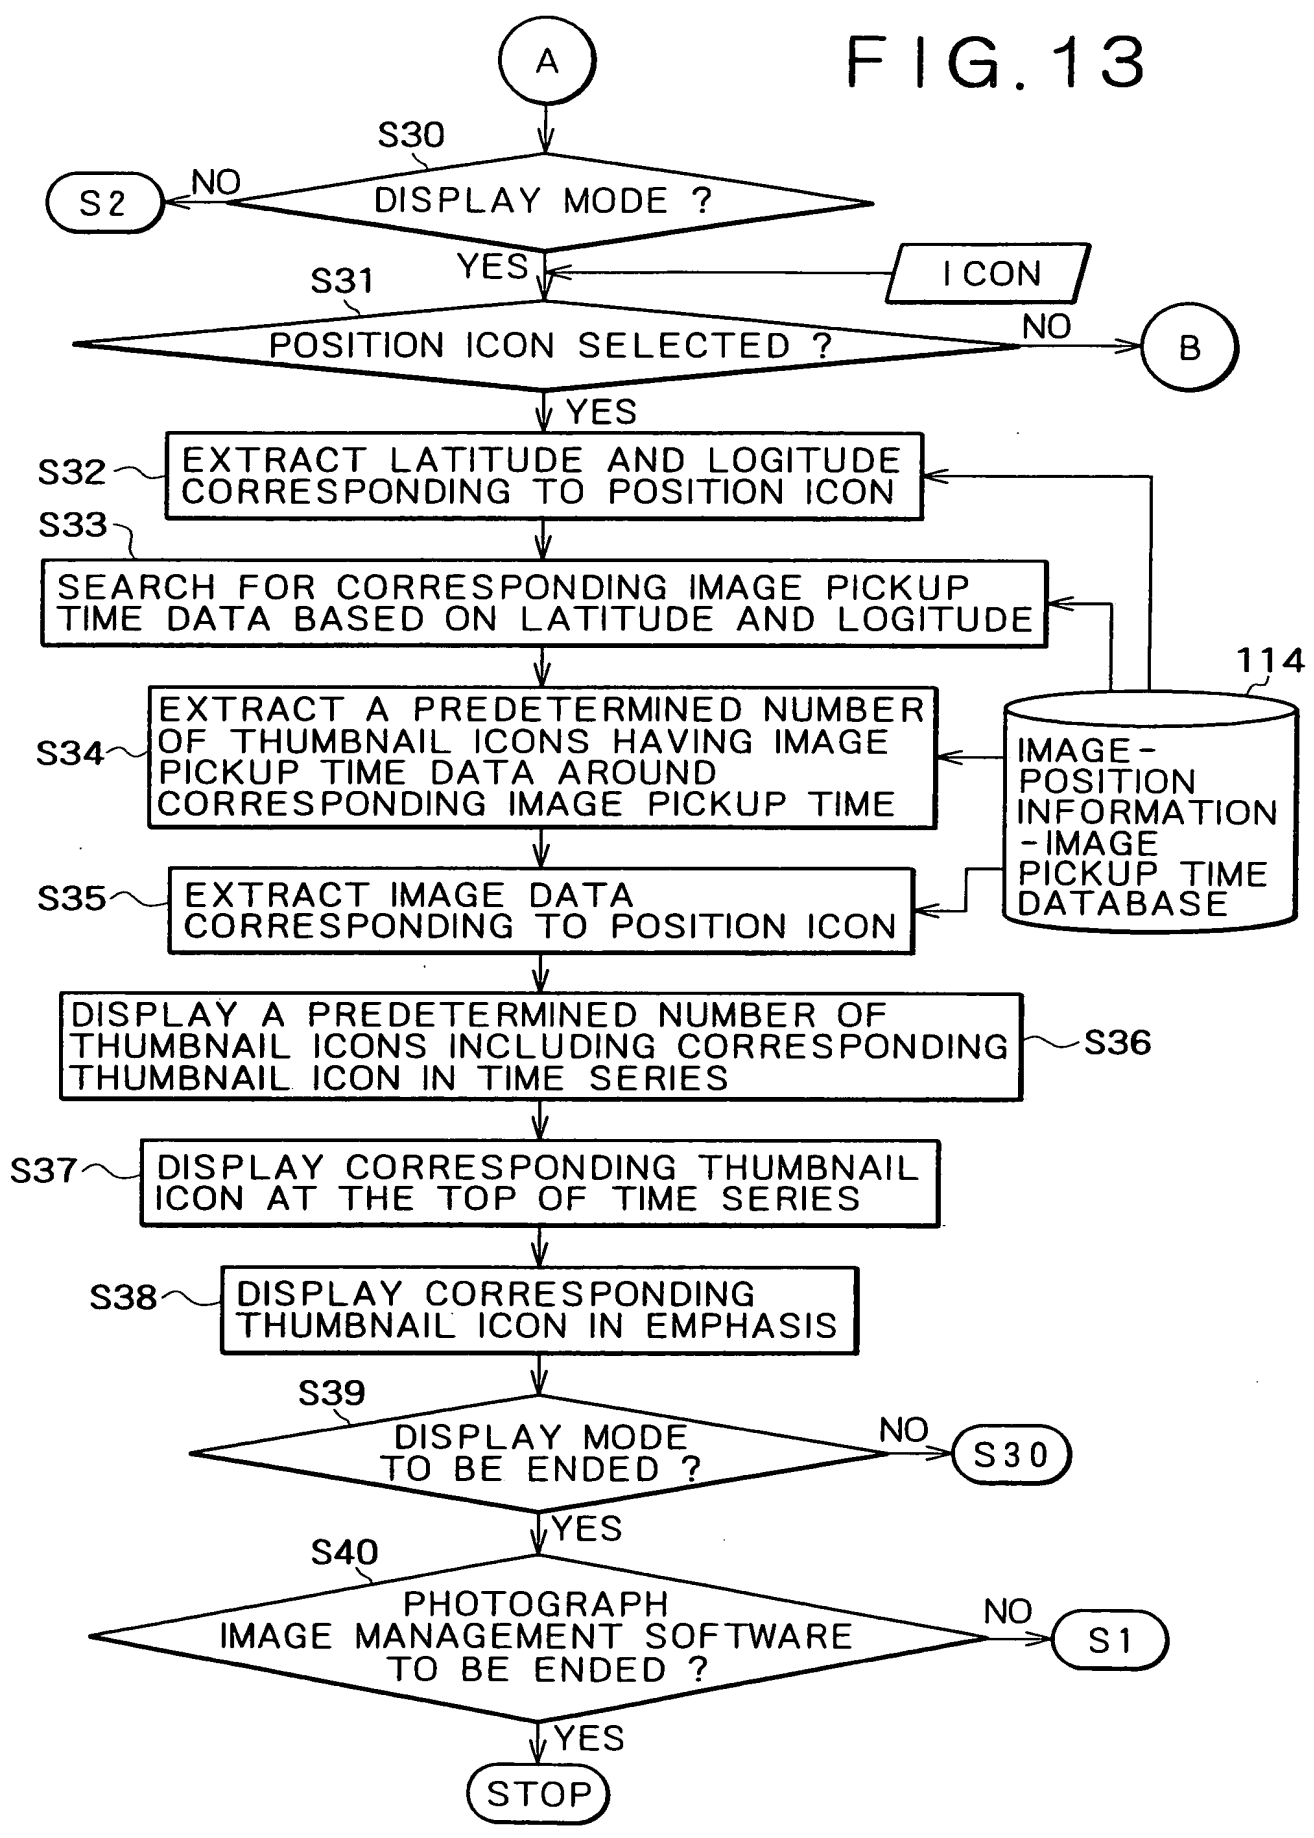 FIG.13
A
S30
DISPLAY MODE ?
NO
S2
YES
ICON
S31
POSITION ICON SELECTED ?
NO
B
YES
S32
EXTRACT LATITUDE AND LOGITUDE
CORRESPONDING TO POSITION ICON
S33
SEARCH FOR CORRESPONDING IMAGE PICKUP
TIME DATA BASED ON LATITUDE AND LOGITUDE
114
IMAGE-
POSITION
INFORMATION
-IMAGE
PICKUP TIME
DATABASE
S34
EXTRACT A PREDETERMINED NUMBER
OF THUMBNAIL ICONS HAVING IMAGE
PICKUP TIME DATA AROUND
CORRESPONDING IMAGE PICKUP TIME
S35
EXTRACT IMAGE DATA
CORRESPONDING TO POSITION ICON
DISPLAY A PREDETERMINED NUMBER OF
THUMBNAIL ICONS INCLUDING CORRESPONDING
THUMBNAIL ICON IN TIME SERIES
S36
S37
DISPLAY CORRESPONDING THUMBNAIL
ICON AT THE TOP OF TIME SERIES
S38
DISPLAY CORRESPONDING
THUMBNAIL ICON IN EMPHASIS
S39
DISPLAY MODE
TO BE ENDED ?
NO
S30
YES
S40
PHOTOGRAPH
IMAGE MANAGEMENT SOFTWARE
TO BE ENDED ?
NO
S1
YES
STOP